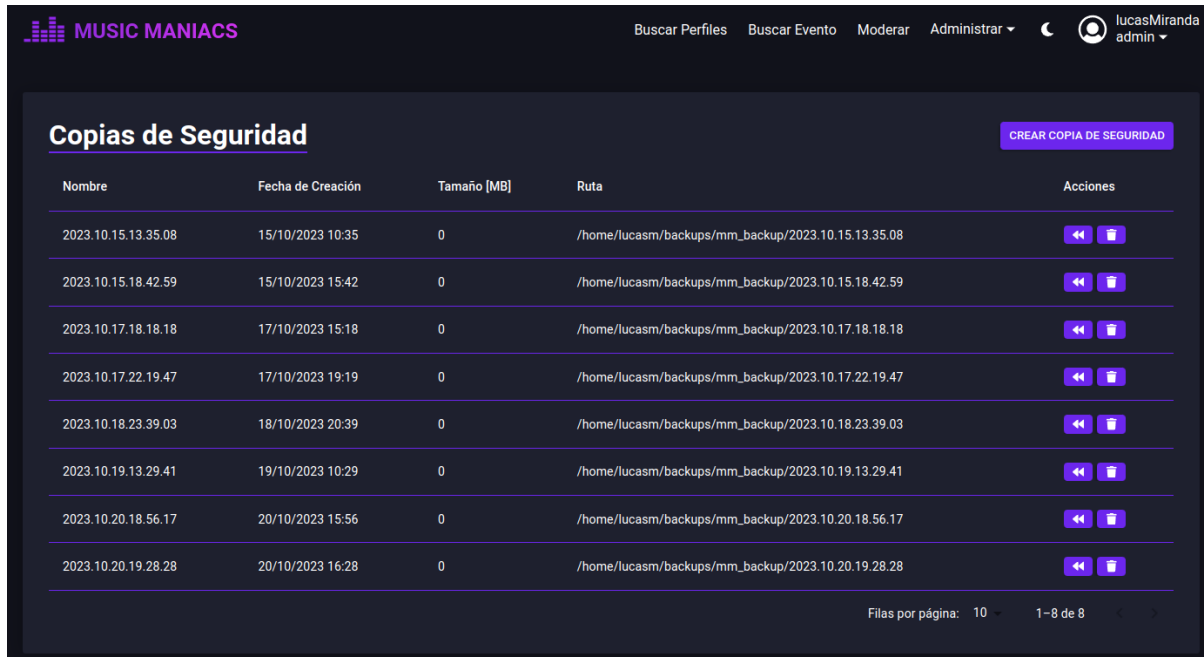 MUSIC MANIACS Buscar Perfiles Buscar Evento Moderar Administrar lucasMiranda
admin
Copias de Seguridad CREAR COPIA DE SEGURIDAD
Nombre Fecha de Creación Tamaño [MB] Ruta Acciones
2023.10.15.13.35.08 15/10/2023 10:35 0 /home/lucasm/backups/mm_backup/2023.10.15.13.35.08
2023.10.15.18.42.59 15/10/2023 15:42 0 /home/lucasm/backups/mm_backup/2023.10.15.18.42.59
2023.10.17.18.18.18 17/10/2023 15:18 0 /home/lucasm/backups/mm_backup/2023.10.17.18.18.18
2023.10.17.22.19.47 17/10/2023 19:19 0 /home/lucasm/backups/mm_backup/2023.10.17.22.19.47
2023.10.18.23.39.03 18/10/2023 20:39 0 /home/lucasm/backups/mm_backup/2023.10.18.23.39.03
2023.10.19.13.29.41 19/10/2023 10:29 0 /home/lucasm/backups/mm_backup/2023.10.19.13.29.41
2023.10.20.18.56.17 20/10/2023 15:56 0 /home/lucasm/backups/mm_backup/2023.10.20.18.56.17
2023.10.20.19.28.28 20/10/2023 16:28 0 /home/lucasm/backups/mm_backup/2023.10.20.19.28.28
Filas por página: 10 1–8 de 8